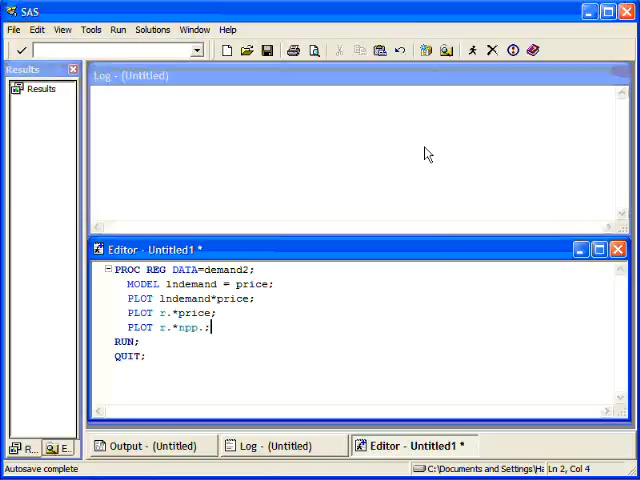 SAS
File Edit View Tools Run Solutions Window Help
Results
Results
Log - (Untitled)
Editor - Untitled1 *
PROC REG DATA=demand2;
MODEL lndemand = price;
PLOT lndemand*price;
PLOT r.*price;
PLOT r.*npp.;
RUN;
QUIT;
R... E...
Output - (Untitled) Log - (Untitled) Editor - Untitled1 *
Autosave complete C:\Documents and Settings\Ha Ln 2, Col 4